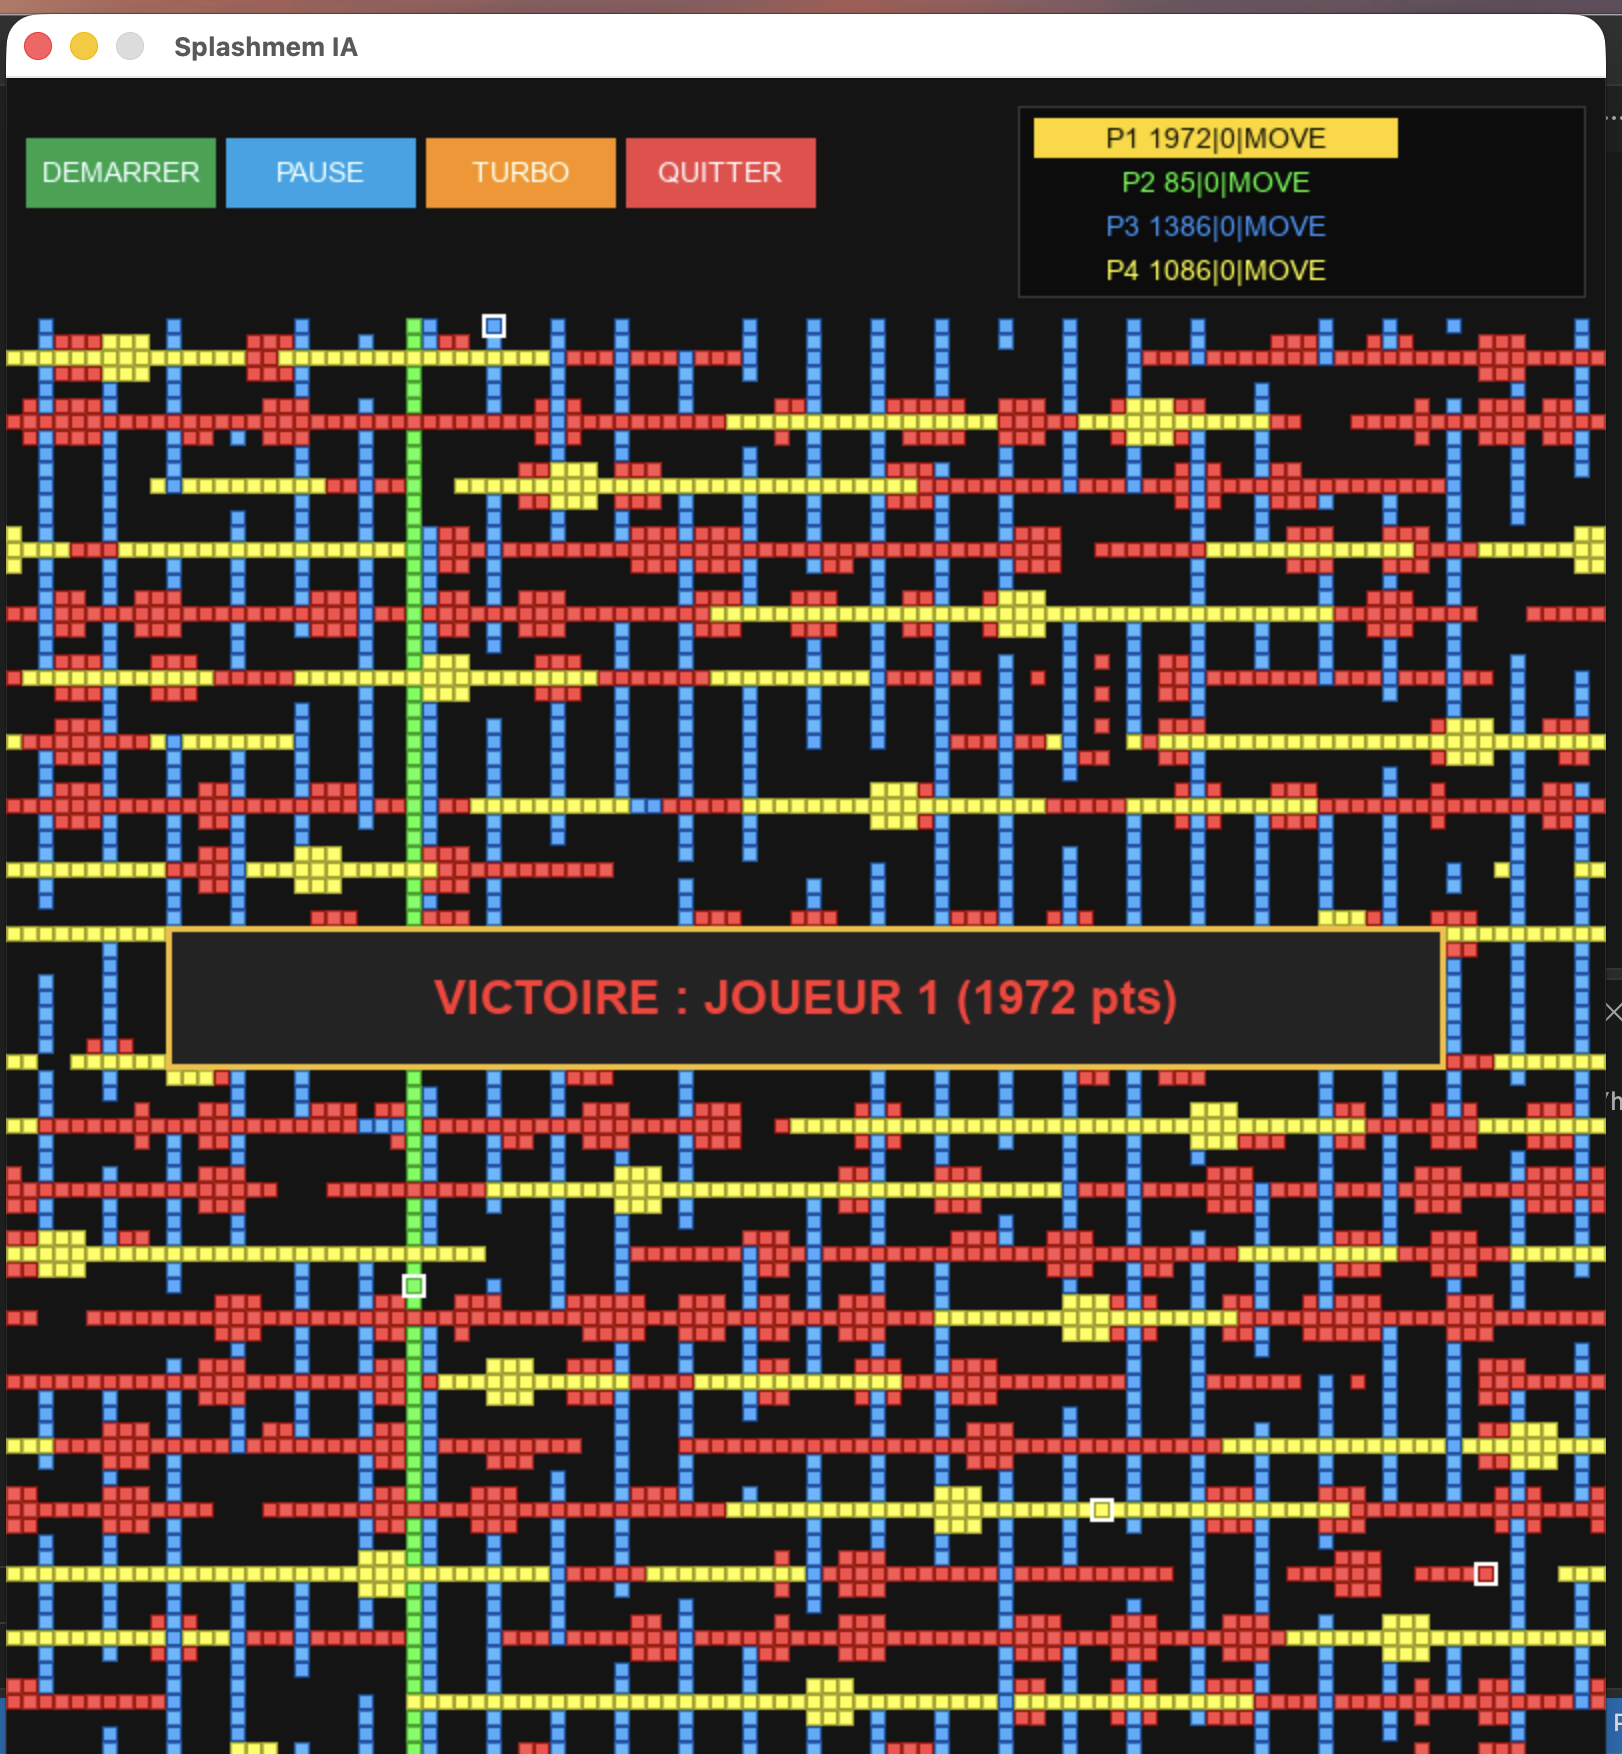 Splashmem IA
DEMARRER
PAUSE
TURBO
QUITTER
P1 1972|0|MOVE
P2 85|0|MOVE
P3 1386|0|MOVE
P4 1086|0|MOVE
VICTOIRE : JOUEUR 1 (1972 pts)